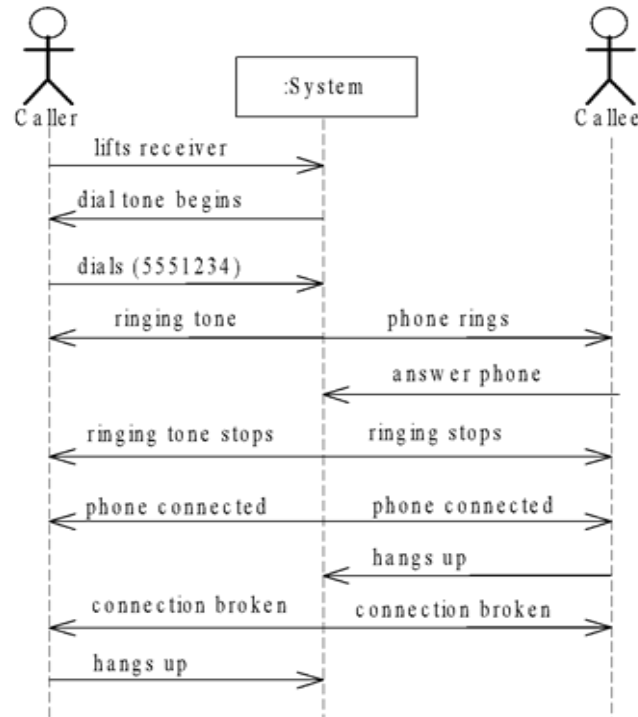 :System
Caller
Callee
lifts receiver
dial tone begins
dials (5551234)
ringing tone
phone rings
answer phone
ringing tone stops
ringing stops
phone connected
phone connected
hangs up
connection broken
connection broken
hangs up